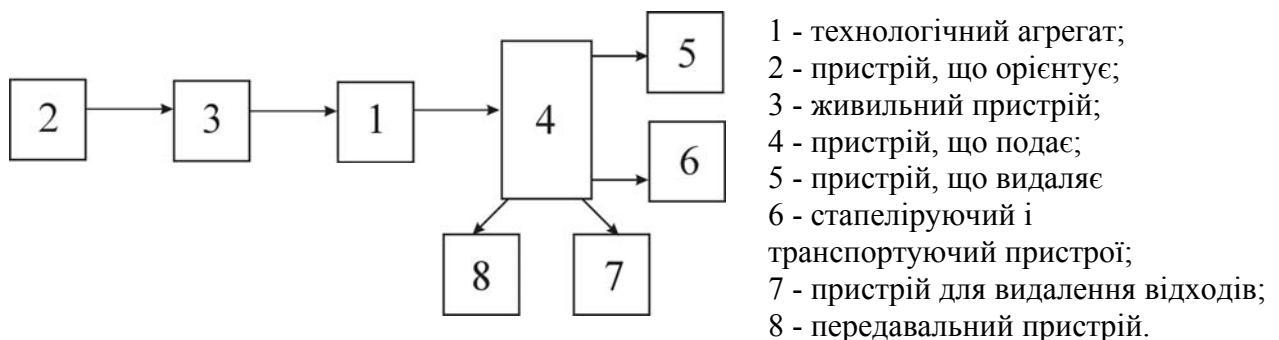 5
1 - технологічний агрегат;
2 - пристрій, що орієнтує;
2
3
1
4
3 - живильний пристрій;
4 - пристрій, що подає;
6
5 - пристрій, що видаляє
6 - стапеліруючий і
транспортуючий пристрої;
8
7
7 - пристрій для видалення відходів;
8 - передавальний пристрій.